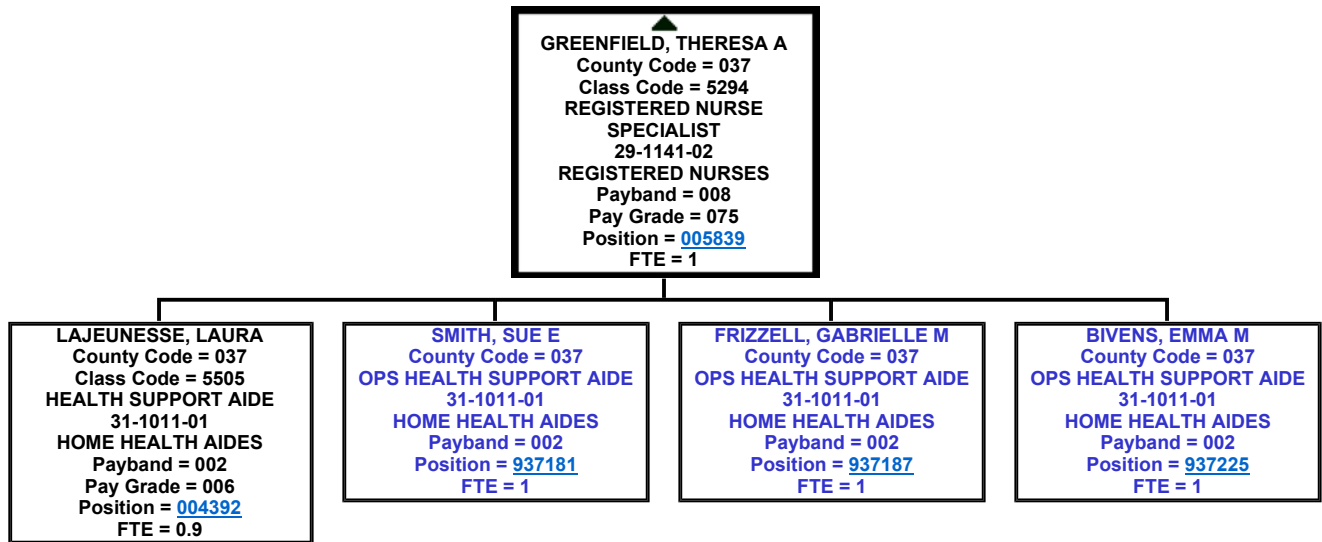 GREENFIELD, THERESA A
County Code = 037
Class Code = 5294
REGISTERED NURSE
SPECIALIST
29-1141-02
REGISTERED NURSES
Payband = 008
Pay Grade = 075
Position = 005839
FTE = 1
LAJEUNESSE, LAURA
County Code = 037
Class Code = 5505
HEALTH SUPPORT AIDE
31-1011-01
HOME HEALTH AIDES
Payband = 002
Pay Grade = 006
Position = 004392
FTE = 0.9
SMITH, SUE E
County Code = 037
OPS HEALTH SUPPORT AIDE
31-1011-01
HOME HEALTH AIDES
Payband = 002
Position = 937181
FTE = 1
FRIZZELL, GABRIELLE M
County Code = 037
OPS HEALTH SUPPORT AIDE
31-1011-01
HOME HEALTH AIDES
Payband = 002
Position = 937187
FTE = 1
BIVENS, EMMA M
County Code = 037
OPS HEALTH SUPPORT AIDE
31-1011-01
HOME HEALTH AIDES
Payband = 002
Position = 937225
FTE = 1